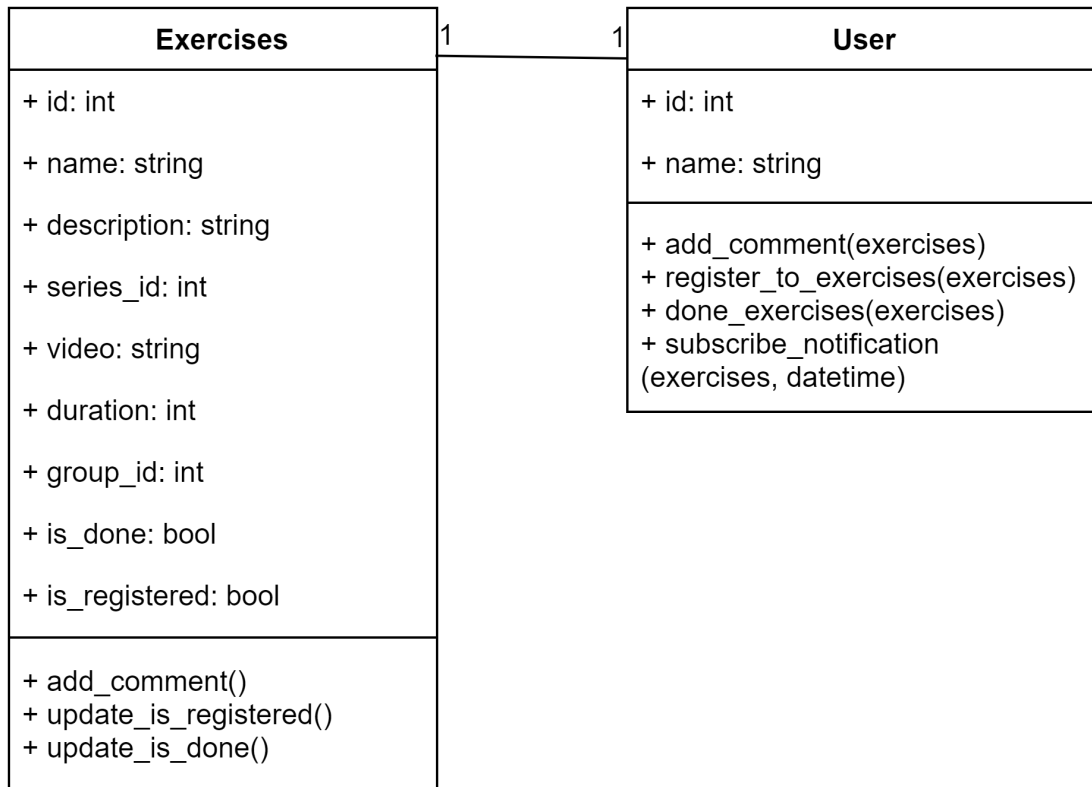 Exercises
+ id: int
+ name: string
+ description: string
+ series_id: int
+ video: string
+ duration: int
+ group_id: int
+ is_done: bool
+ is_registered: bool
+ add_comment()
+ update_is_registered()
+ update_is_done()
1
1
User
+ id: int
+ name: string
+ add_comment(exercises)
+ register_to_exercises(exercises)
+ done_exercises(exercises)
+ subscribe_notification
(exercises, datetime)